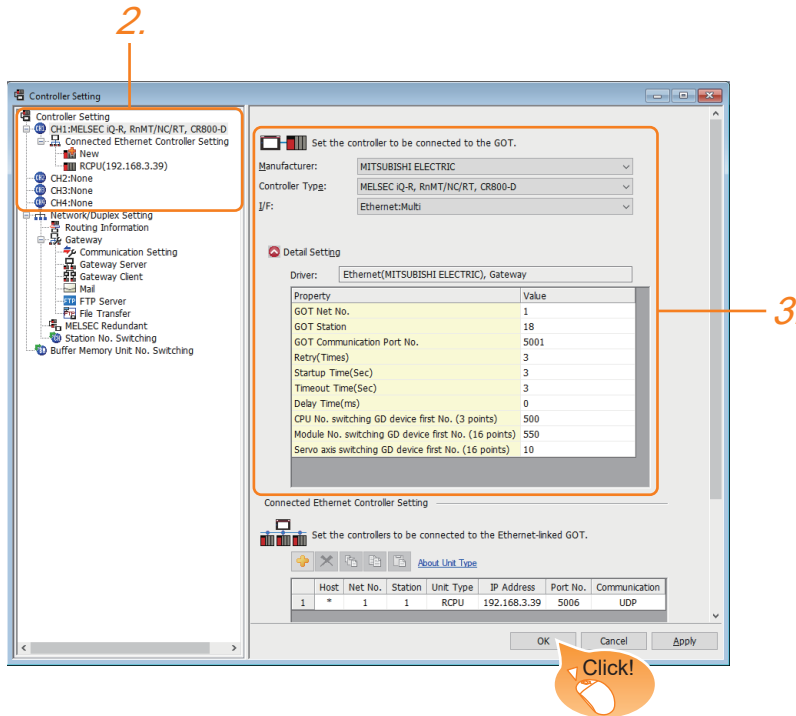 2.
Controller Setting
Controller Setting
CH1:MELSEC iQ-R, RnMT/NC/RT, CR800-D
Connected Ethernet Controller Setting
New
RCPU(192.168.3.39)
CH2:None
CH3:None
CH4:None
Network/Duplex Setting
Routing Information
Gateway
Communication Setting
Gateway Server
Gateway Client
Mail
FTP Server
File Transfer
MELSEC Redundant
Station No. Switching
Buffer Memory Unit No. Switching
Set the controller to be connected to the GOT.
Manufacturer: MITSUBISHI ELECTRIC
Controller Type: MELSEC iQ-R, RnMT/NC/RT, CR800-D
I/F: Ethernet:Multi
Detail Setting
Driver: Ethernet(MITSUBISHI ELECTRIC), Gateway
Property Value
GOT Net No. 1
GOT Station 18
GOT Communication Port No. 5001
Retry(Times) 3
Startup Time(Sec) 3
Timeout Time(Sec) 3
Delay Time(ms) 0
CPU No. switching GD device first No. (3 points) 500
Module No. switching GD device first No. (16 points) 550
Servo axis switching GD device first No. (16 points) 10
3
Connected Ethernet Controller Setting
Set the controllers to be connected to the Ethernet-linked GOT.
About Unit Type
Host Net No. Station Unit Type IP Address Port No. Communication
1 * 1 1 RCPU 192.168.3.39 5006 UDP
OK Cancel Apply
Click!